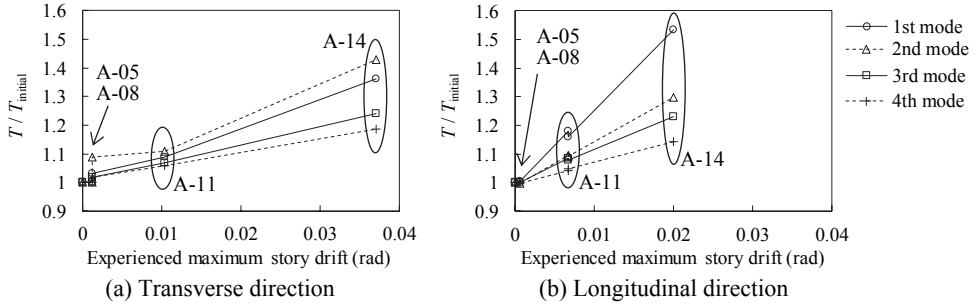 1.6
1.5
1.4
1.3
1.2
1.1
1
0.9
T / T initial
A-05
A-08
A-14
A-11
0 0.01 0.02 0.03 0.04
Experienced maximum story drift (rad)
(a) Transverse direction
1.6
1.5
1.4
1.3
1.2
1.1
1
0.9
T / T initial
A-05
A-08
A-11
A-14
0 0.01 0.02 0.03 0.04
Experienced maximum story drift (rad)
(b) Longitudinal direction
1st mode
2nd mode
3rd mode
4th mode